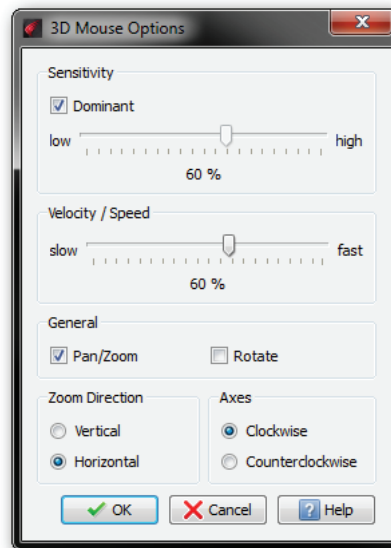 3D Mouse Options
Sensitivity
Dominant
low high
60 %
Velocity / Speed
slow fast
60 %
General
Pan/Zoom Rotate
Zoom Direction Axes
Vertical Clockwise
Horizontal Counterclockwise
OK Cancel ? Help